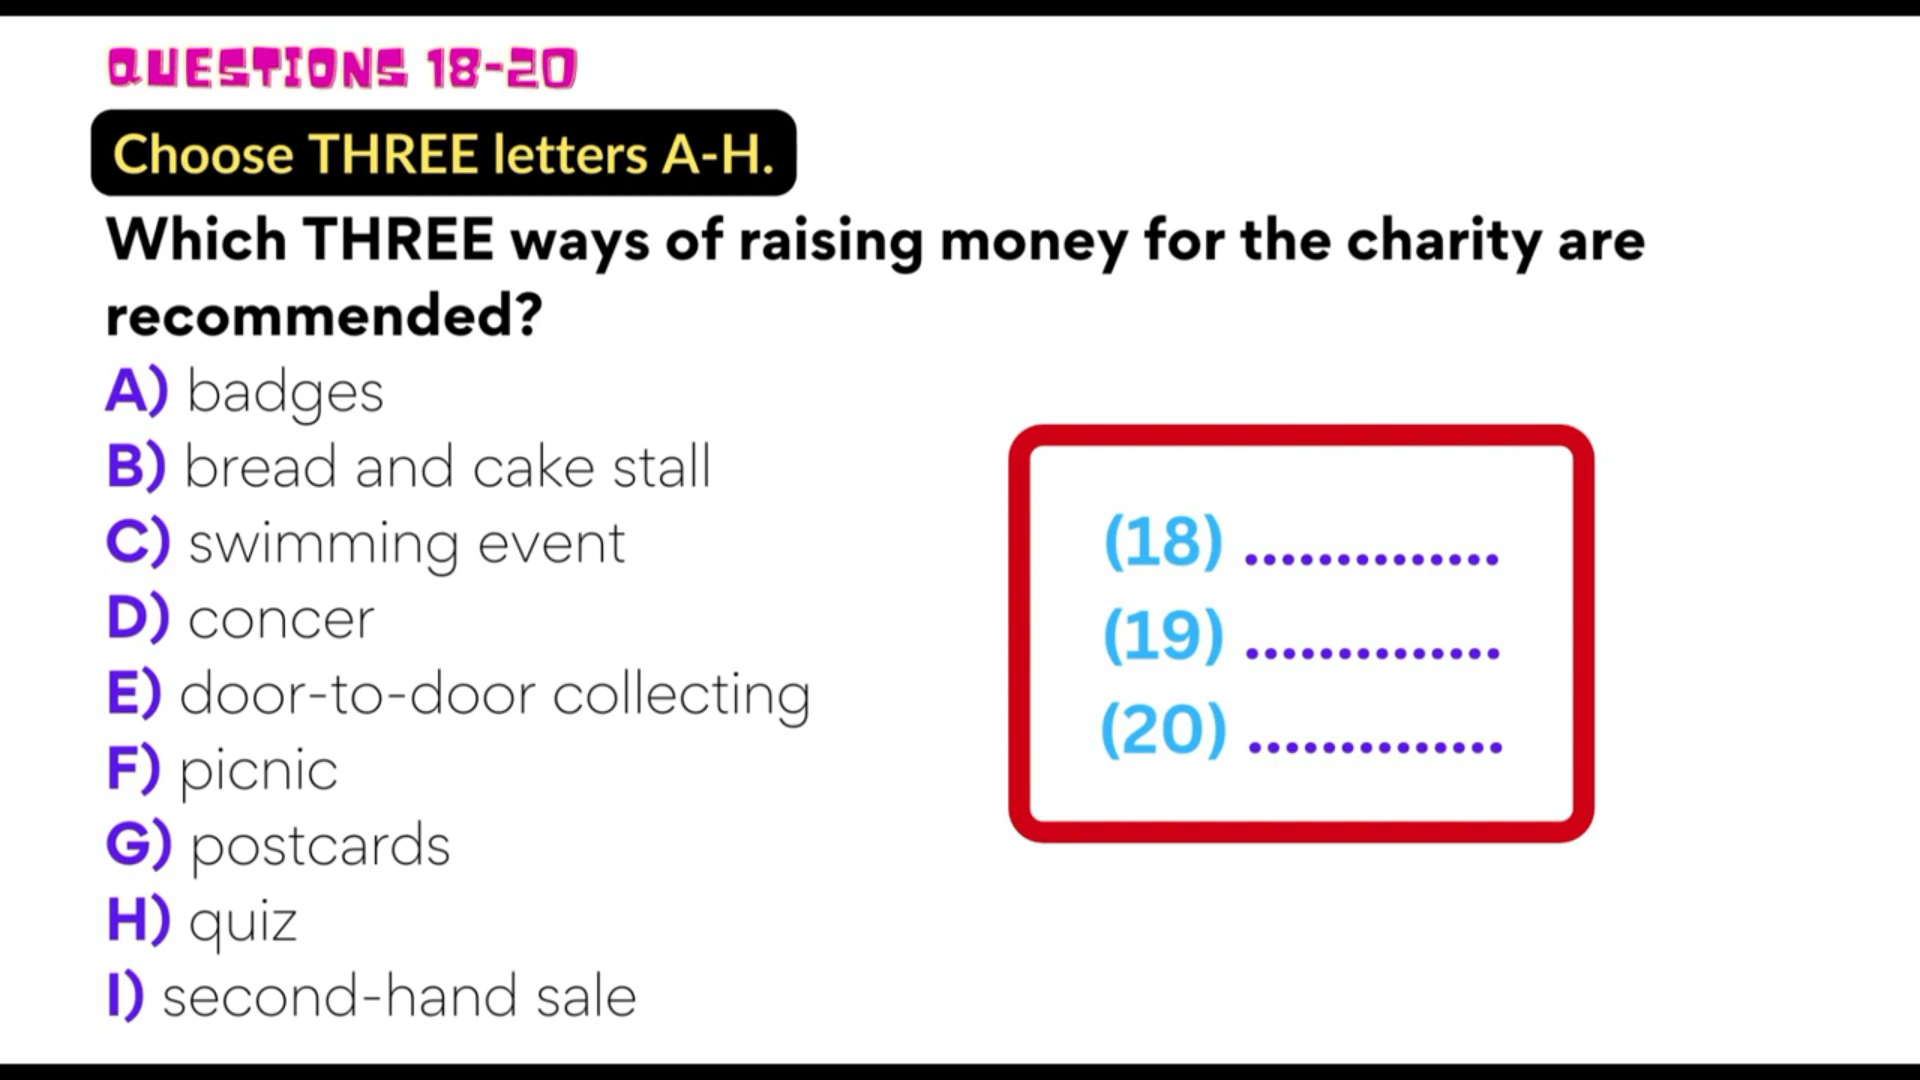 QUESTIONS 18-20
Choose THREE letters A-H.
Which THREE ways of raising money for the charity are
recommended?
A) badges
B) bread and cake stall
C) swimming event
D) concer
E) door-to-door collecting
F) picnic
G) postcards
H) quiz
I) second-hand sale
(18) ..............
(19) ..............
(20) ..............